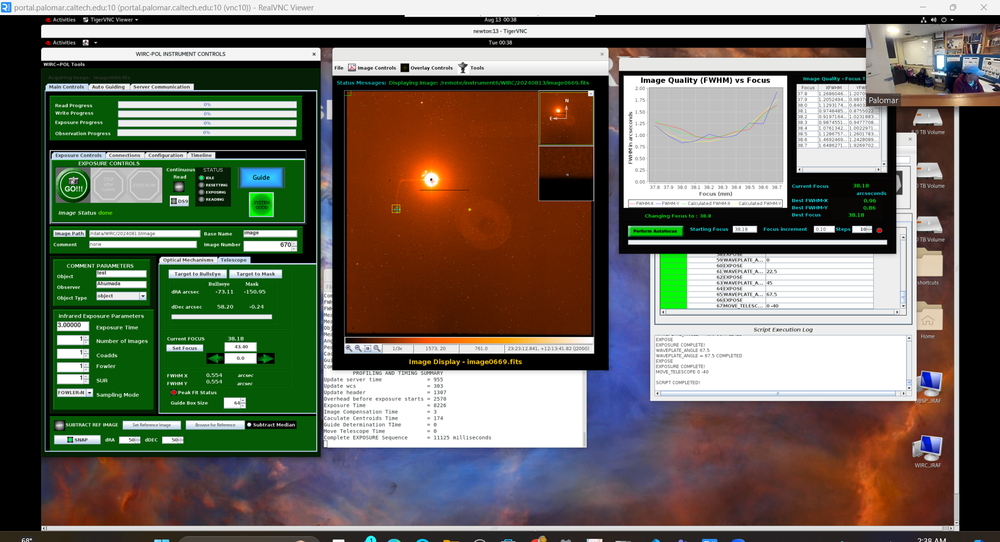 portal.palomar.caltech.edu:10 (portal.palomar.caltech.edu:10 (vnc10)) - RealVNC Viewer
Activities TigerVNC Viewer Aug 13 00:38
newton:13 - TigerVNC
Activities Tue 00:38
WIRC-POL INSTRUMENT CONTROLS
WIRC=POL Tools
Acquiring Image: image0669.fits
Main Controls Auto Guiding Server Communication
Read Progress 0%
Write Progress 0%
Exposure Progress 0%
Observation Progress 0%
Exposure Controls Connections Configuration Timeline
EXPOSURE CONTROLS
GO!!!
STOP after current
STOP NOW
Continuous Read
OFF
DS9
STATUS
IDLE
RESETTING
EXPOSING
READING
Guide
SYSTEM GOOD
Image Status done
Image Path /rdata/WIRC/20240813/image Base Name image
Comment none Image Number 670
COMMENT PARAMETERS
Object test
Observer Ahumada
Object Type object
Infrared Exposure Parameters
3.00000 Exposure Time
1 Number of Images
1 Coadds
1 Fowler
1 SUR
FOWLER-N Sampling Mode
Optical Mechanisms Telescope
Target to BullsEye Target to Mask
Bullseye Mask
dRA arcsec -73.11 -150.95
dDec arcsec 58.20 -0.24
Current FOCUS 38.18
Set Focus 43.40
0.0
FWHM X 0.554 arcsec
FWHM Y 0.554 arcsec
Peak Fit Status
Guide Box Size 64
OFF SUBTRACT REF IMAGE Set Reference Image Browse for Reference Subtract Median
SNAP dRA 50 dDEC 50
File Image Controls Overlay Controls Tools
Status Messages: Displaying Image: /remote/instrument6/WIRC/20240813/image0669.fits
N
E
1/3x 1573, 20 761.0 23:23:12.841, +12:13:41.82 (J2000)
Image Display - image0669.fits
PROFILING AND TIMING SUMMARY
Update server time = 955
Update wcs = 303
Update header = 1307
Overhead before exposure starts = 2570
Exposure Time = 8226
Image Compensation Time = 3
Caculate Centroids Time = 174
Guide Determination TIme = 0
Move Telescope Time = 0
Complete EXPOSURE Sequence = 11125 milliseconds
Image Quality (FWHM) vs Focus
FWHM in arcseconds
2.00
1.75
1.50
1.25
1.00
0.75
0.50
0.25
0.00
37.8 37.9 38.0 38.1 38.2 38.3 38.4 38.5 38.6 38.7
Focus (mm)
FWHM-X FWHM-Y Calculated FWHM-X Calculated FWHM-Y
Changing Focus to : 38.8
Perform Autofocus Starting Focus 38.18 Focus increment 0.10 Steps 10
Image Quality - Focus
Focus XFWHM
37.8 1.2686046...
37.9 1.2052494...
38.0 1.1293174...
38.1 0.9748485... 0.8755022...
38.2 0.9197164... 1.0231883...
38.3 0.9874551... 0.9477708...
38.4 1.0761342... 1.0022971...
38.5 1.1286757... 1.2601783...
38.6 1.4692469... 1.2428089...
38.7 1.6486271... 1.9269702...
Current Focus 38.18
arcseconds
Best FWHM-X 0.96
Best FWHM-Y 0.86
Best Focus 38.18
Palomar
58 EXPOSE
59 WAVEPLATE_A... 0
60 EXPOSE
61 WAVEPLATE_A... 22.5
62 EXPOSE
63 WAVEPLATE_A... 45
64 EXPOSE
65 WAVEPLATE_A... 67.5
66 EXPOSE
67 MOVE_TELESC... 0 -40
Script Execution Log
EXPOSE
EXPOSURE COMPLETE!
WAVEPLATE_ANGLE 67.5
WAVEPLATE_ANGLE = 67.5 COMPLETED
EXPOSE
EXPOSURE COMPLETE!
MOVE_TELESCOPE 0 -40
SCRIPT COMPLETED!
8.0 TB Volume
0 TB Volume
0 TB Volume
shortcuts
Home
DBSP_IRAF
WIRC_IRAF
68°
1
2:38 AM